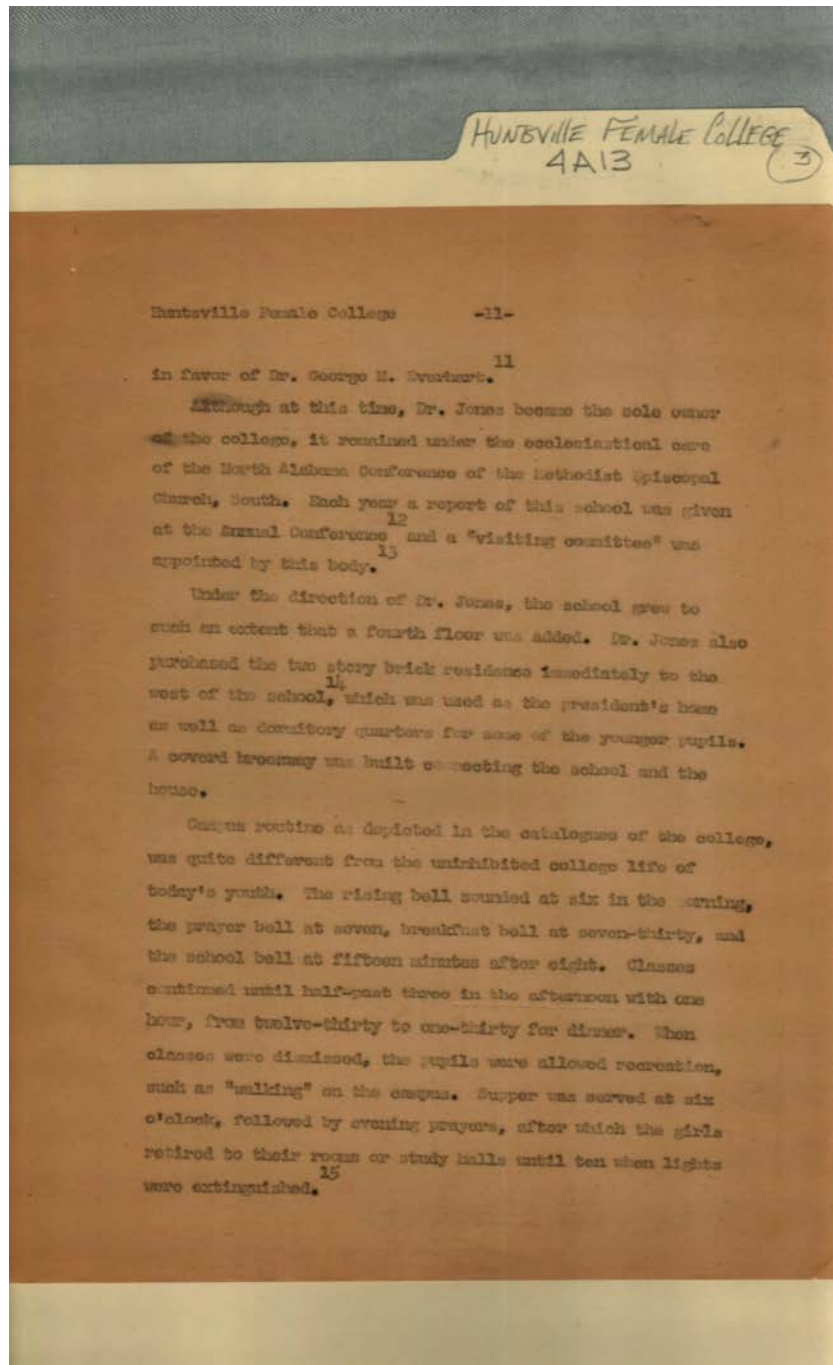 HUNTSVILLE FEMALE COLLEGE
4A13
3
Huntsville Female College -11-
in favor of Dr. George M. Everhart. 11
Although at this time, Dr. Jones became the sole owner
of the college, it remained under the ecclesiastical care
of the North Alabama Conference of the Methodist Episcopal
Church, South. Each year a report of this school was given
at the Annual Conference 12 and a "visiting committee" was
appointed by this body. 13
Under the direction of Dr. Jones, the school grew to
such an extent that a fourth floor was added. Dr. Jones also
purchased the two story brick residence immediately to the
west of the school, 14 which was used as the president's home
as well as dormitory quarters for some of the younger pupils.
A coverd breezway was built connecting the school and the
house.
Campus routine as depicted in the catalogues of the college,
was quite different from the uninhibited college life of
today's youth. The rising bell sounded at six in the morning,
the prayer bell at seven, breakfast bell at seven-thirty, and
the school bell at fifteen minutes after eight. Classes
continued until half-past three in the afternoon with one
hour, from twelve-thirty to one-thirty for dinner. When
classes were dismissed, the pupils were allowed recreation,
such as "walking" on the campus. Supper was served at six
o'clock, followed by evening prayers, after which the girls
retired to their rooms or study halls until ten when lights
were extinguished. 15